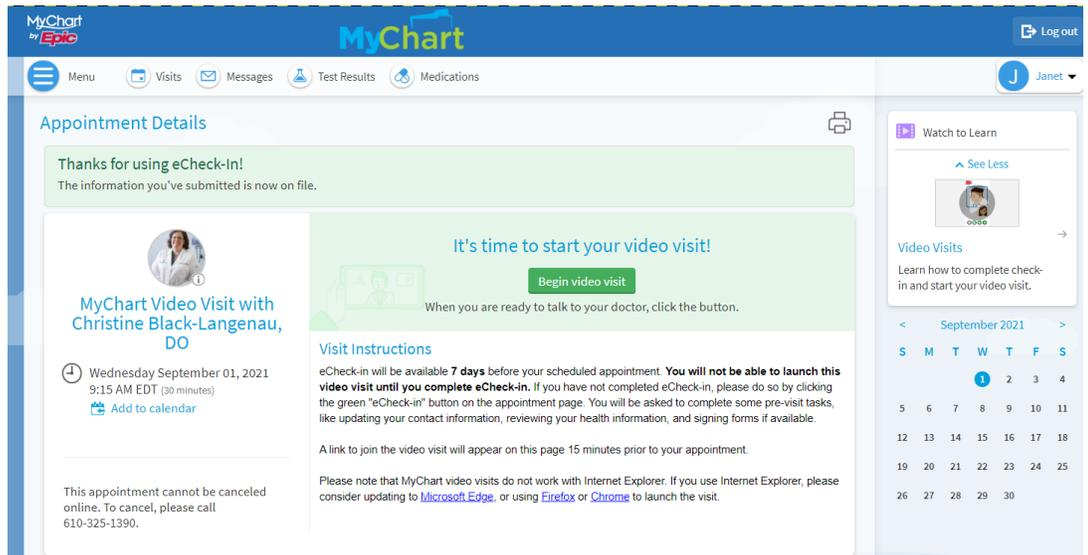 MyChart
by Epic
MyChart
Log out
Menu
Visits
Messages
Test Results
Medications
J
Janet
Appointment Details
Thanks for using eCheck-In!
The information you've submitted is now on file.
MyChart Video Visit with
Christine Black-Langenau,
DO
Wednesday September 01, 2021
9:15 AM EDT (30 minutes)
Add to calendar
This appointment cannot be canceled
online. To cancel, please call
610-325-1390.
It's time to start your video visit!
Begin video visit
When you are ready to talk to your doctor, click the button.
Visit Instructions
eCheck-in will be available 7 days before your scheduled appointment. You will not be able to launch this
video visit until you complete eCheck-in. If you have not completed eCheck-in, please do so by clicking
the green "eCheck-in" button on the appointment page. You will be asked to complete some pre-visit tasks,
like updating your contact information, reviewing your health information, and signing forms if available.
A link to join the video visit will appear on this page 15 minutes prior to your appointment.
Please note that MyChart video visits do not work with Internet Explorer. If you use Internet Explorer, please
consider updating to Microsoft Edge, or using Firefox or Chrome to launch the visit.
Watch to Learn
See Less
Video Visits
Learn how to complete check-
in and start your video visit.
< September 2021 >
S M T W T F S
1 2 3 4
5 6 7 8 9 10 11
12 13 14 15 16 17 18
19 20 21 22 23 24 25
26 27 28 29 30